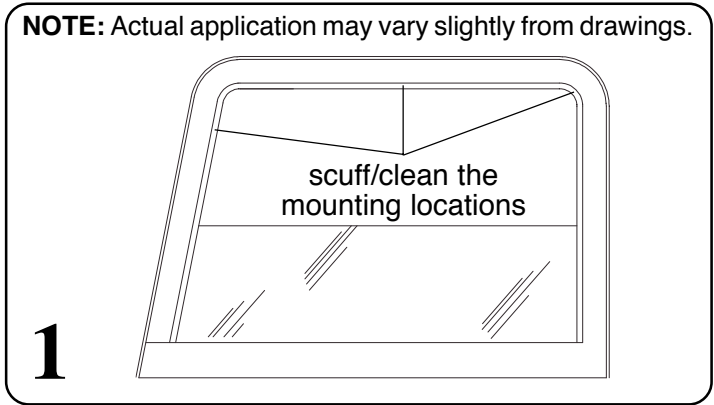 NOTE: Actual application may vary slightly from drawings.
scuff/clean the
mounting locations
1